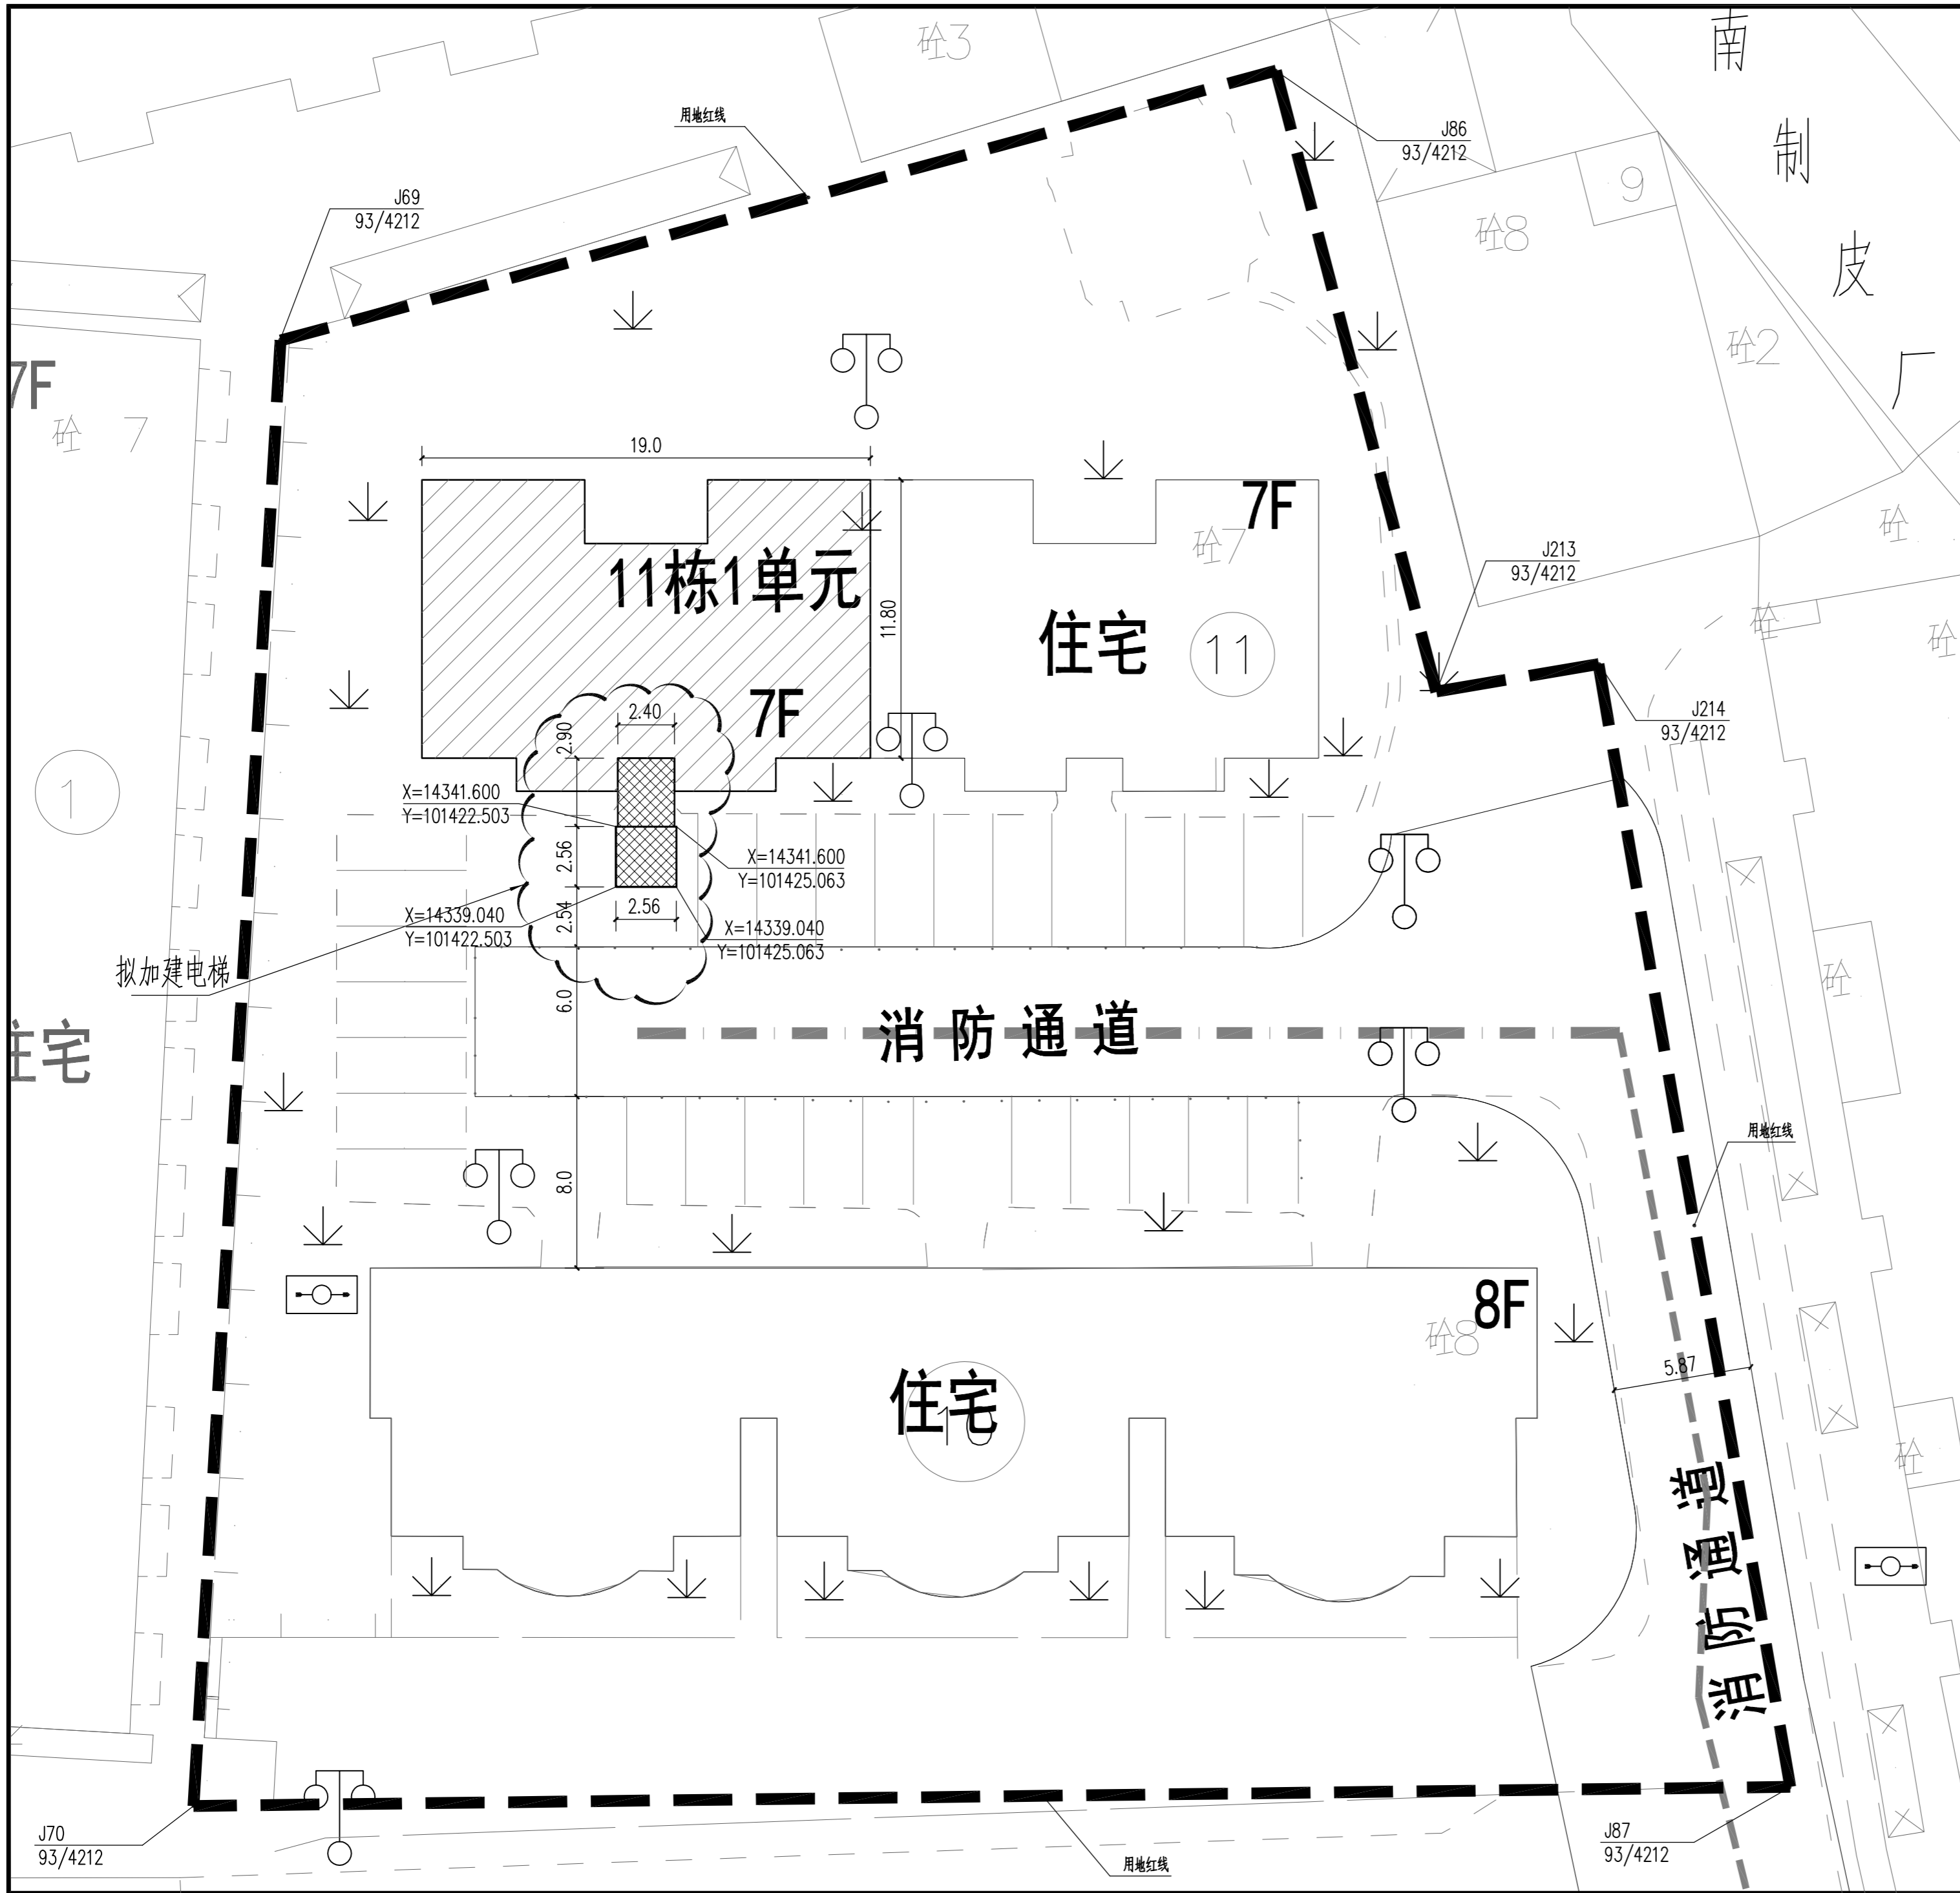 砼3
南
制
皮
厂
用地红线
J86
93/4212
J69
93/4212
9
砼8
砼2
7F
砼 7
19.0
7F
砼7
砼
J213
93/4212
11栋1单元
11.80
住宅
11
砼
砼
7F
2.40
2.90
J214
93/4212
1
X=14341.600
Y=101422.503
2.56
X=14341.600
Y=101425.063
2.56
X=14339.040
Y=101422.503
2.54
X=14339.040
Y=101425.063
拟加建电梯
砼
6.0
消防通道
住宅
用地红线
8.0
8F
砼8
5.87
住宅
10
砼
消防通道
J70
93/4212
J87
93/4212
用地红线